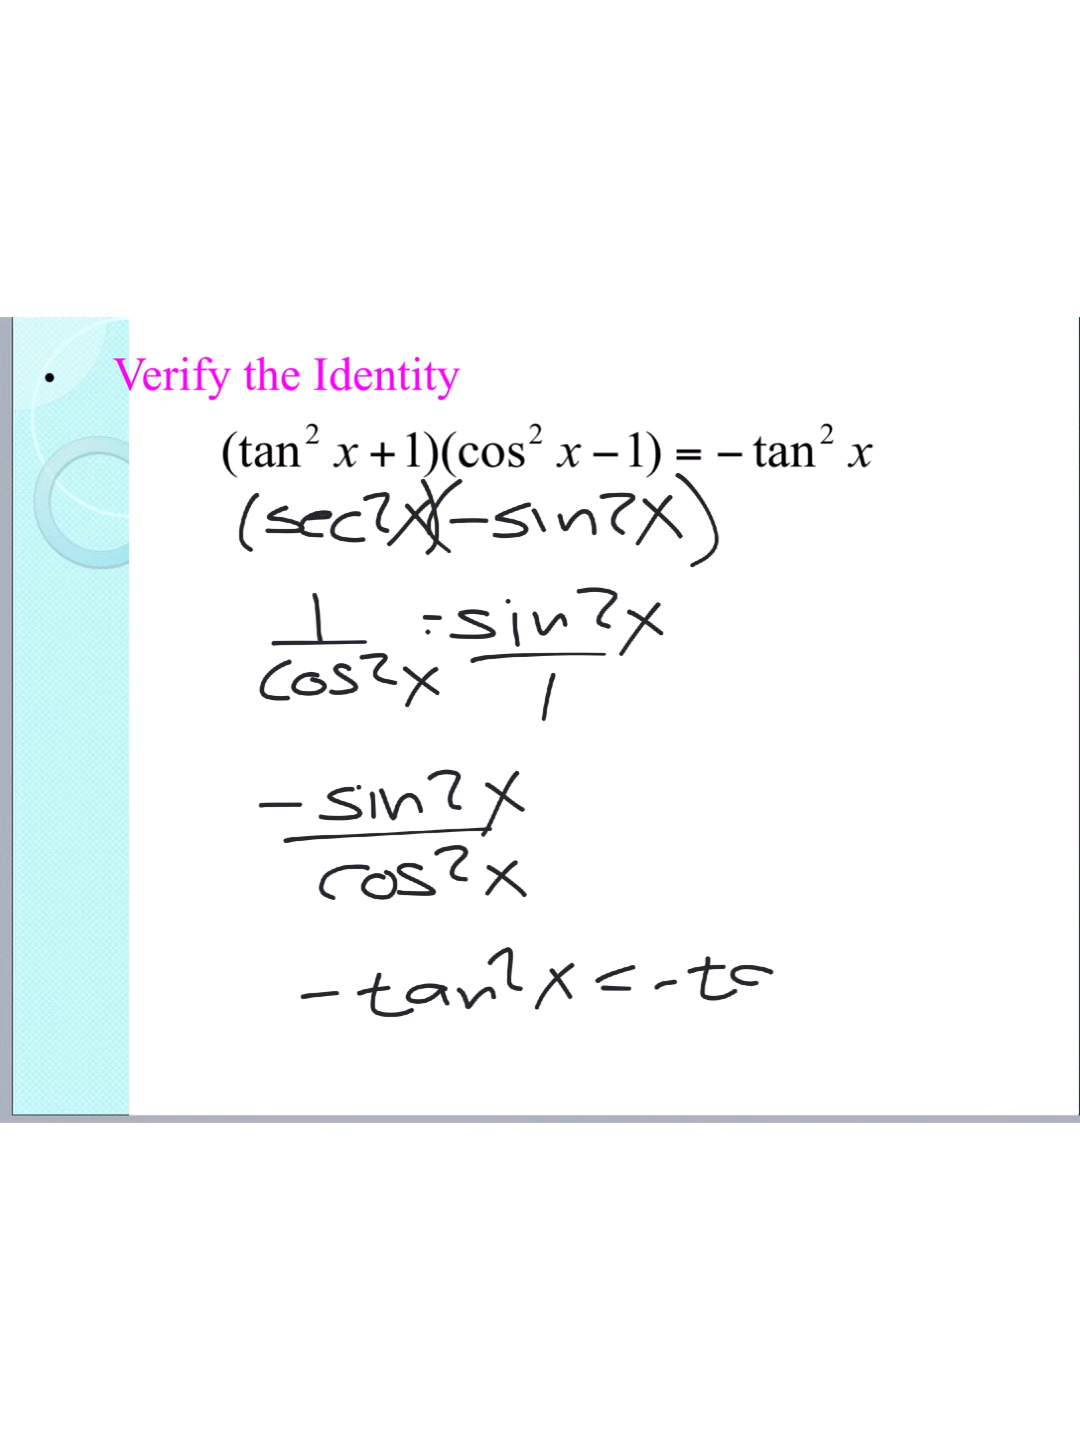 • Verify the Identity
(tan² x + 1)(cos² x − 1) = − tan² x
(sec²x)(-sin²x)
1/cos²x · -sin²x/1
-sin²x/cos²x
-tan²x = -ta